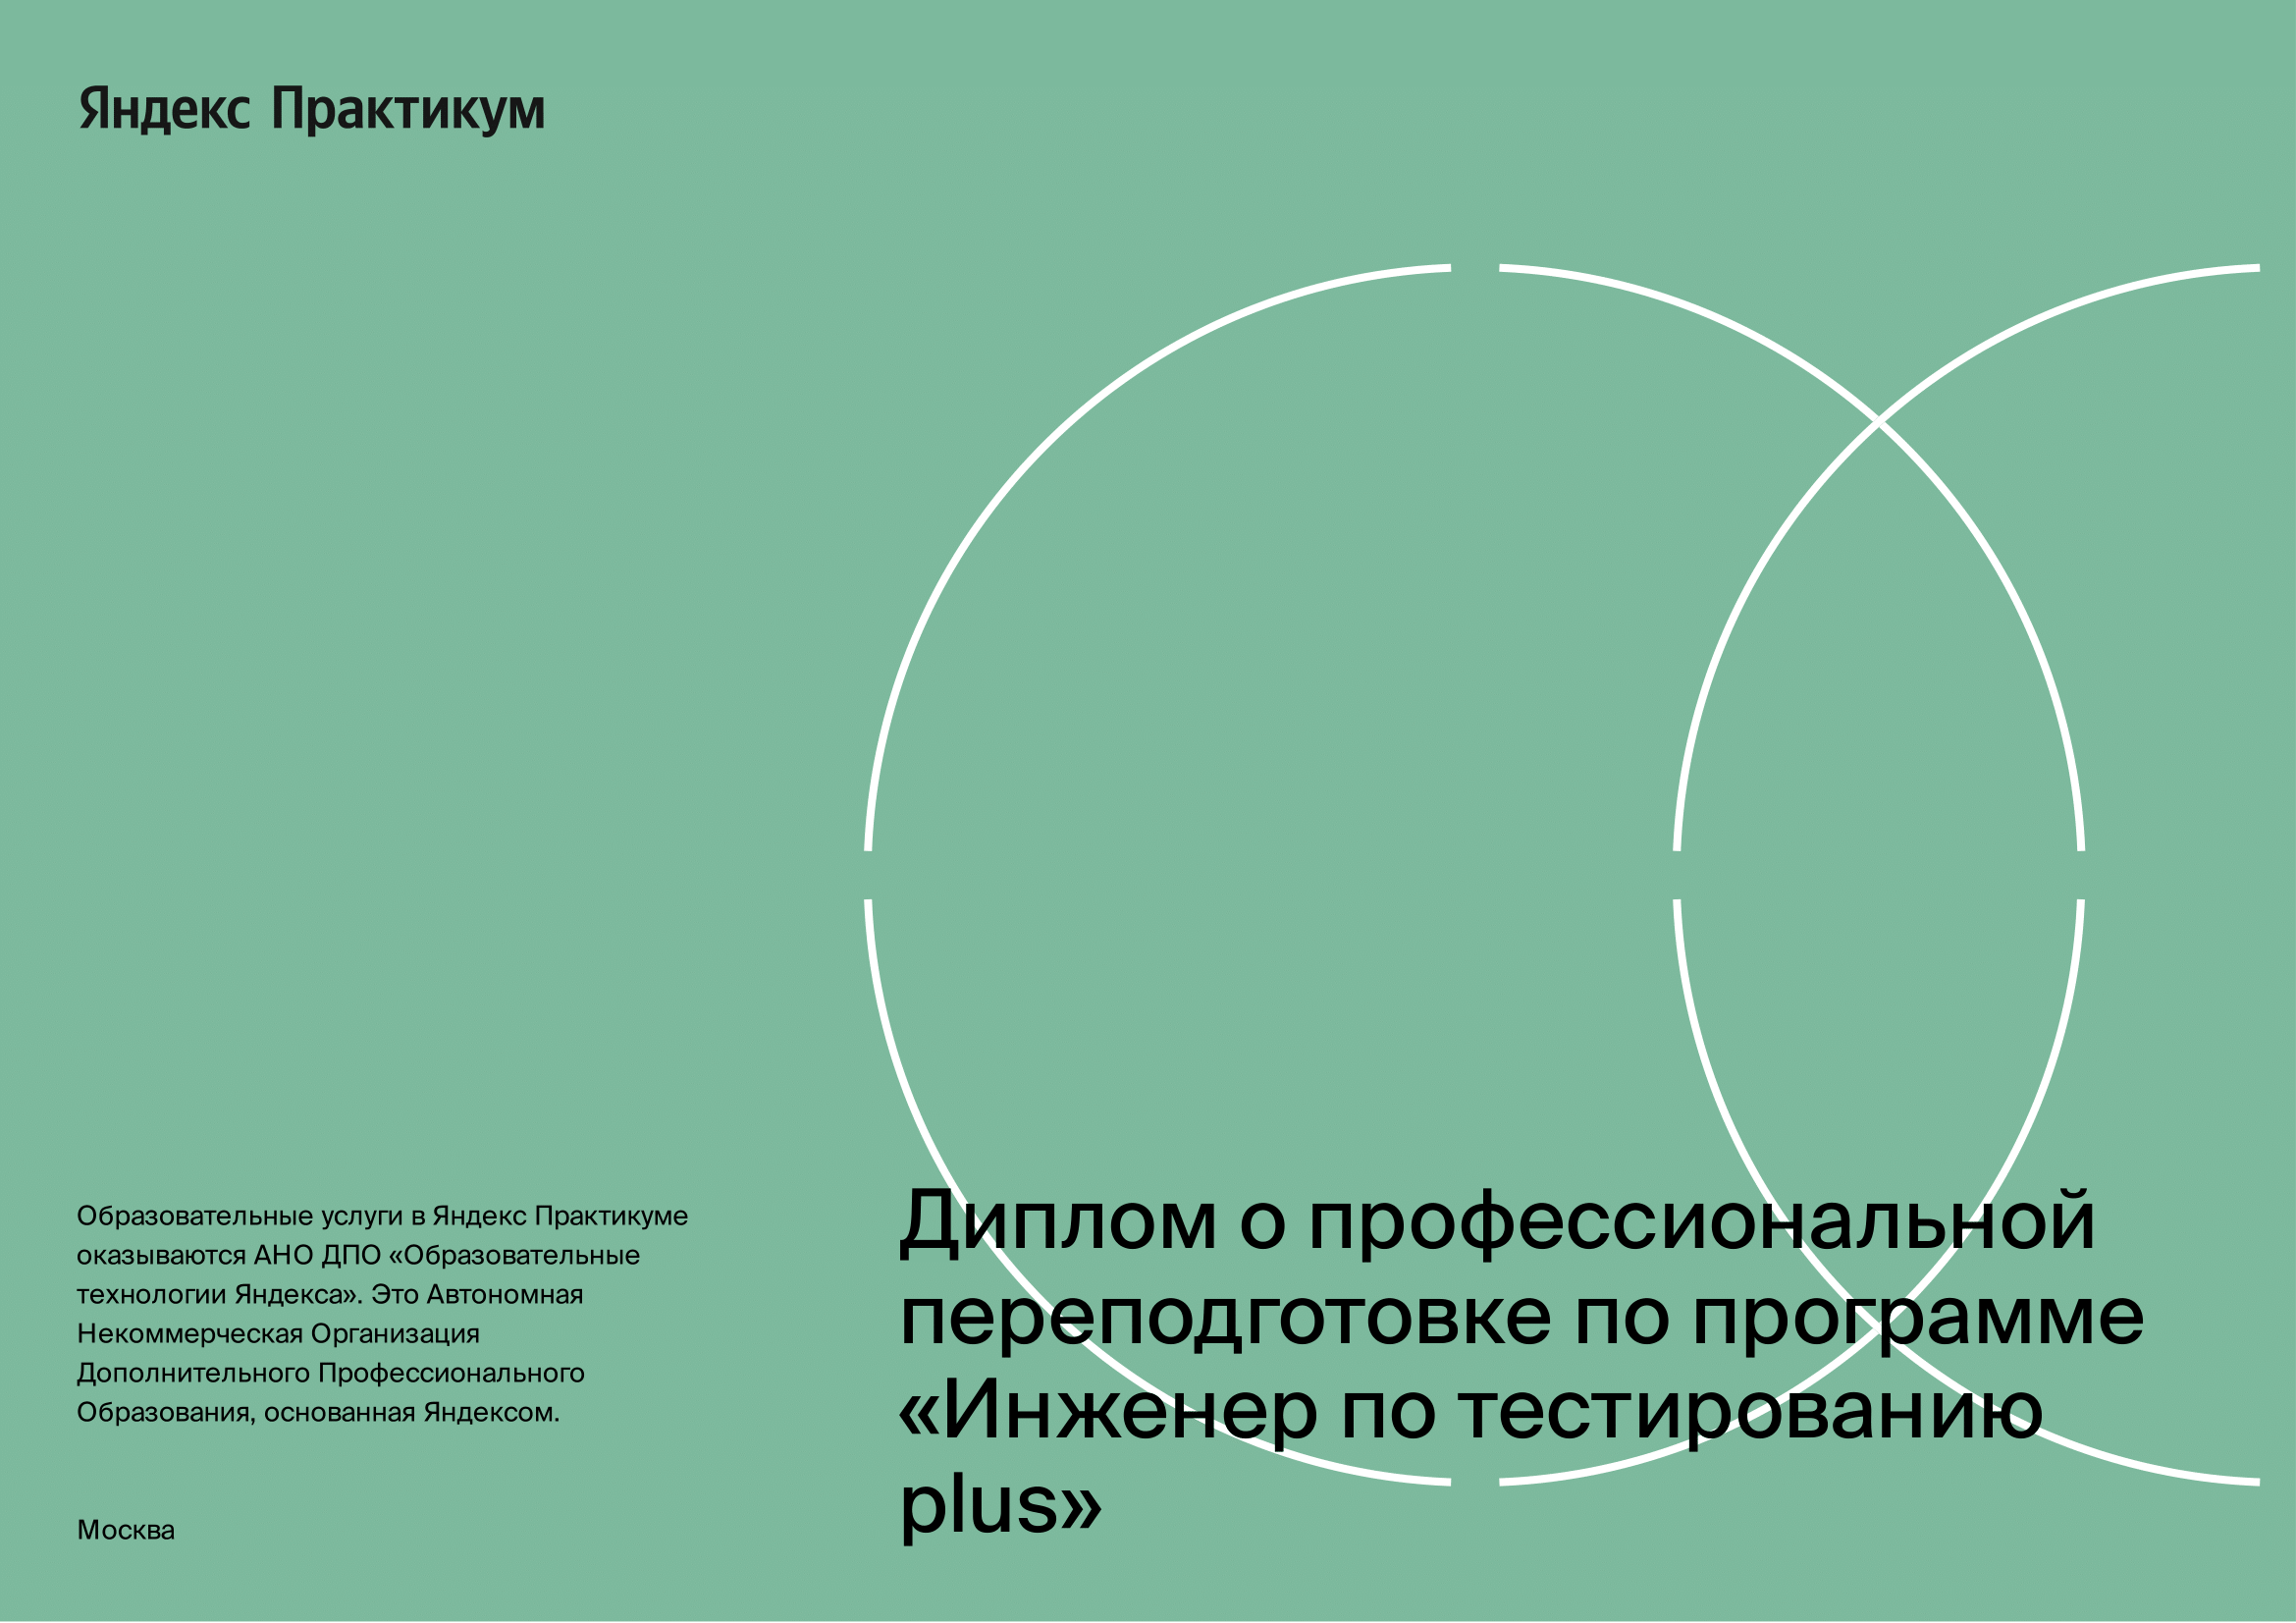 Яндекс Практикум
Образовательные услуги в Яндекс Практикуме
оказываются АНО ДПО «Образовательные
технологии Яндекса». Это Автономная
Некоммерческая Организация
Дополнительного Профессионального
Образования, основанная Яндексом.
Москва
Диплом о профессиональной
переподготовке по программе
«Инженер по тестированию
plus»